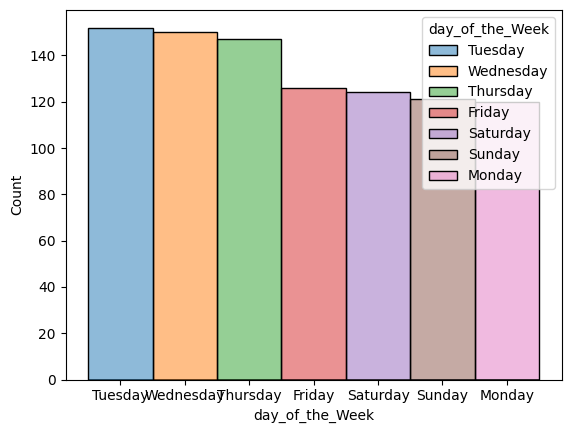 day_of_the_Week
Tuesday
Wednesday
Thursday
Friday
Saturday
Sunday
Monday
Count
140
120
100
80
60
40
20
0
Tuesday Wednesday Thursday Friday Saturday Sunday Monday
day_of_the_Week